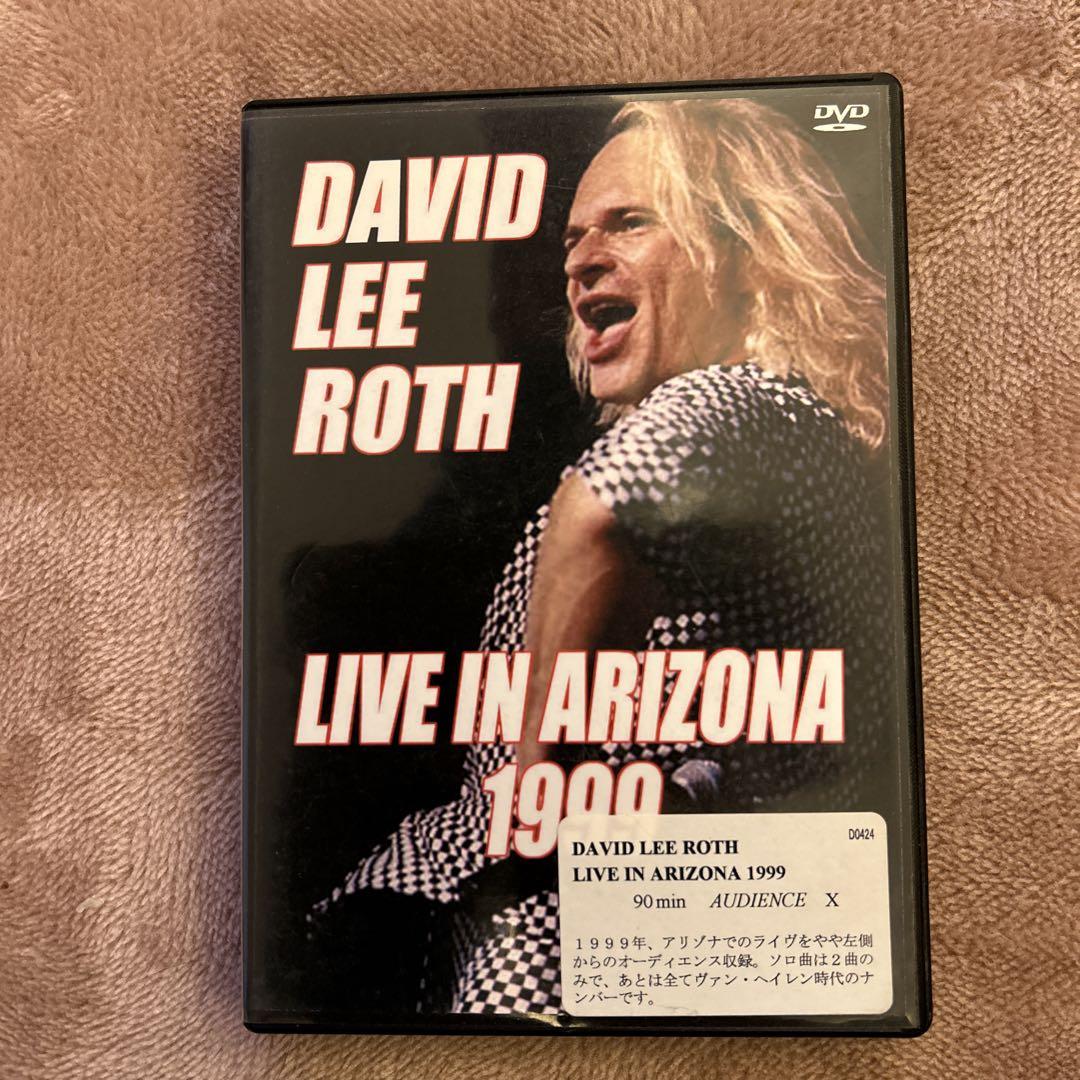 DVD
DAVID
LEE
ROTH
LIVE IN ARIZONA
1999
D0424
DAVID LEE ROTH
LIVE IN ARIZONA 1999
90 min AUDIENCE X
1999年、アリゾナでのライヴをやや左側
からのオーディエンス収録。ソロ曲は2曲の
みで、あとは全てヴァン・ヘイレン時代のナ
ンバーです。